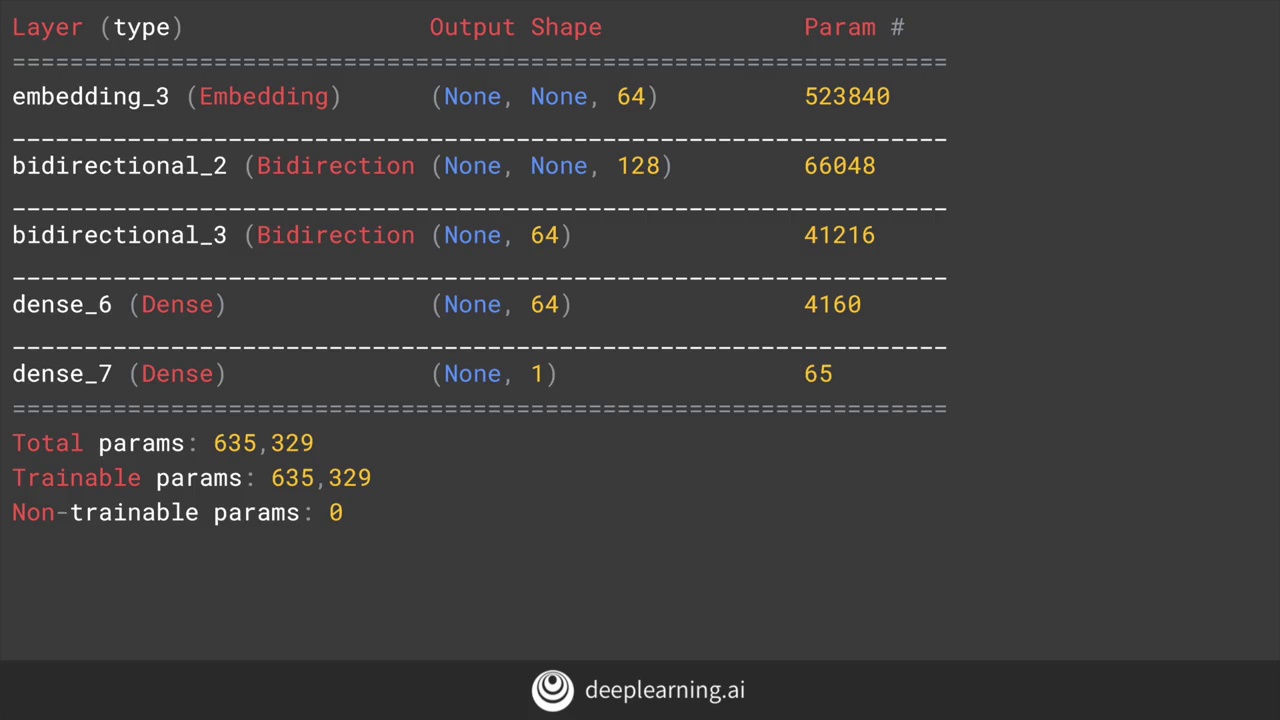 Layer (type) Output Shape Param #
=================================================================
embedding_3 (Embedding) (None, None, 64) 523840
_________________________________________________________________
bidirectional_2 (Bidirection (None, None, 128) 66048
_________________________________________________________________
bidirectional_3 (Bidirection (None, 64) 41216
_________________________________________________________________
dense_6 (Dense) (None, 64) 4160
_________________________________________________________________
dense_7 (Dense) (None, 1) 65
=================================================================
Total params: 635,329
Trainable params: 635,329
Non-trainable params: 0
deeplearning.ai